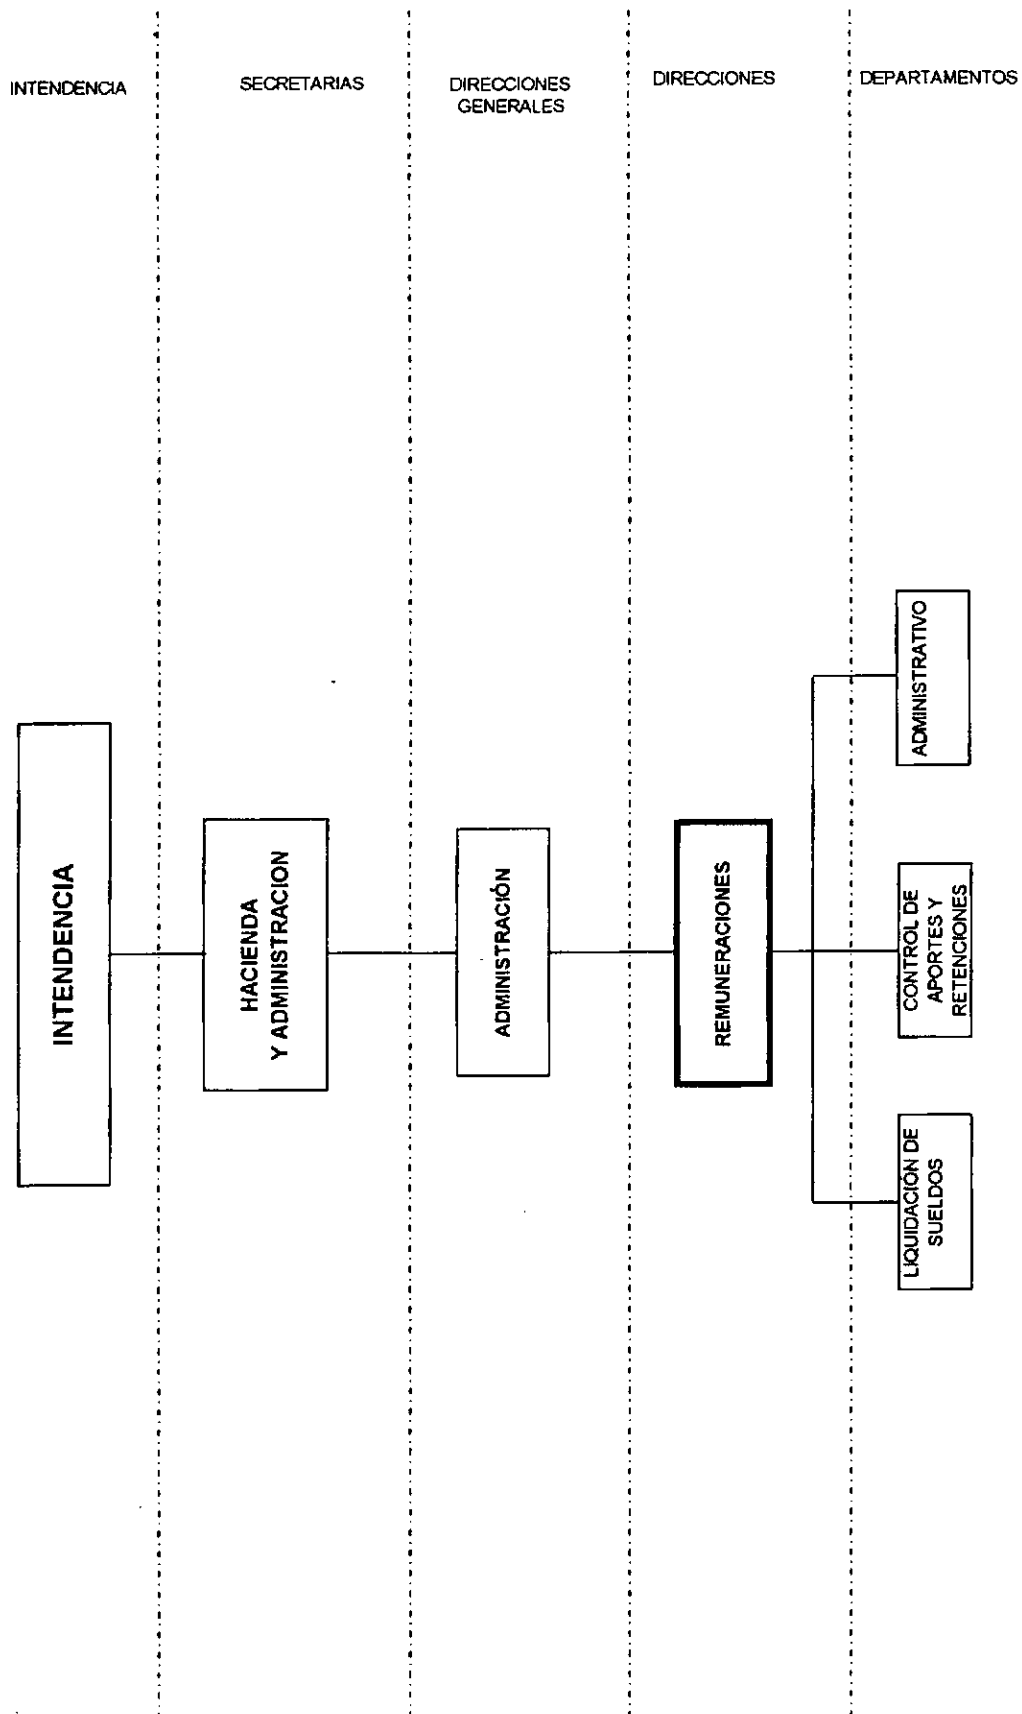 INTENDENCIA
SECRETARIAS
DIRECCIONES
GENERALES
DIRECCIONES
DEPARTAMENTOS
INTENDENCIA
HACIENDA
Y ADMINISTRACION
ADMINISTRACIÓN
REMUNERACIONES
LIQUIDACIÓN DE
SUELDOS
CONTROL DE
APORTES Y
RETENCIONES
ADMINISTRATIVO